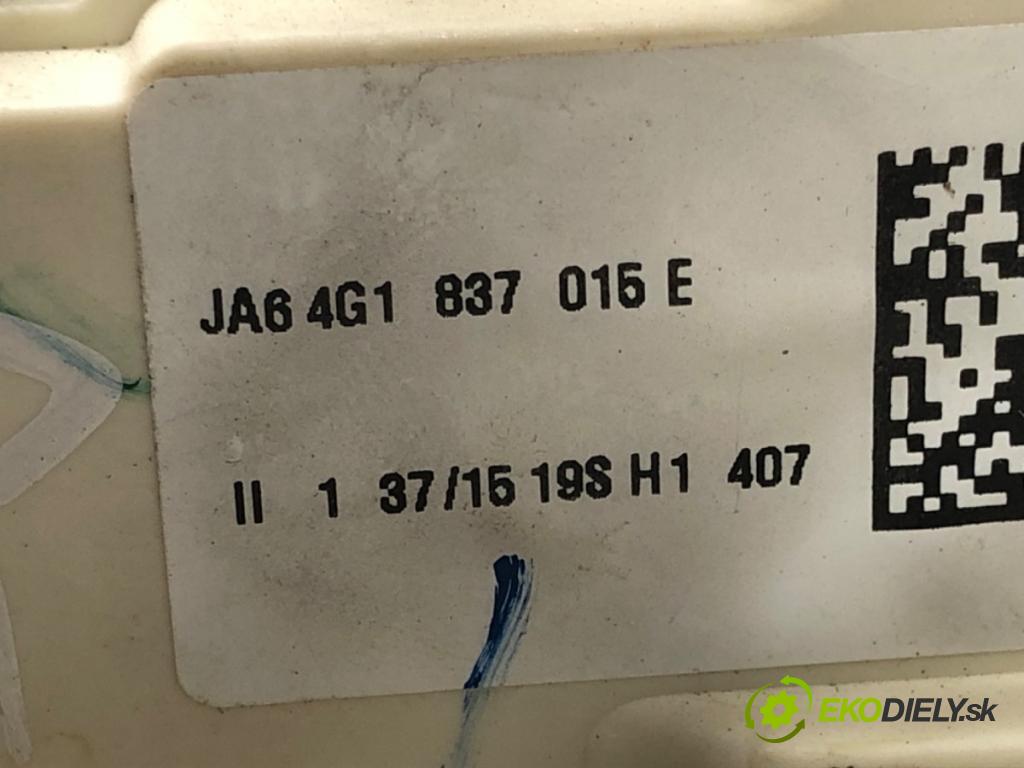 JA6 4G1 837 015 E
II 1 37/15 19S H1 407
EKODIELY.sk